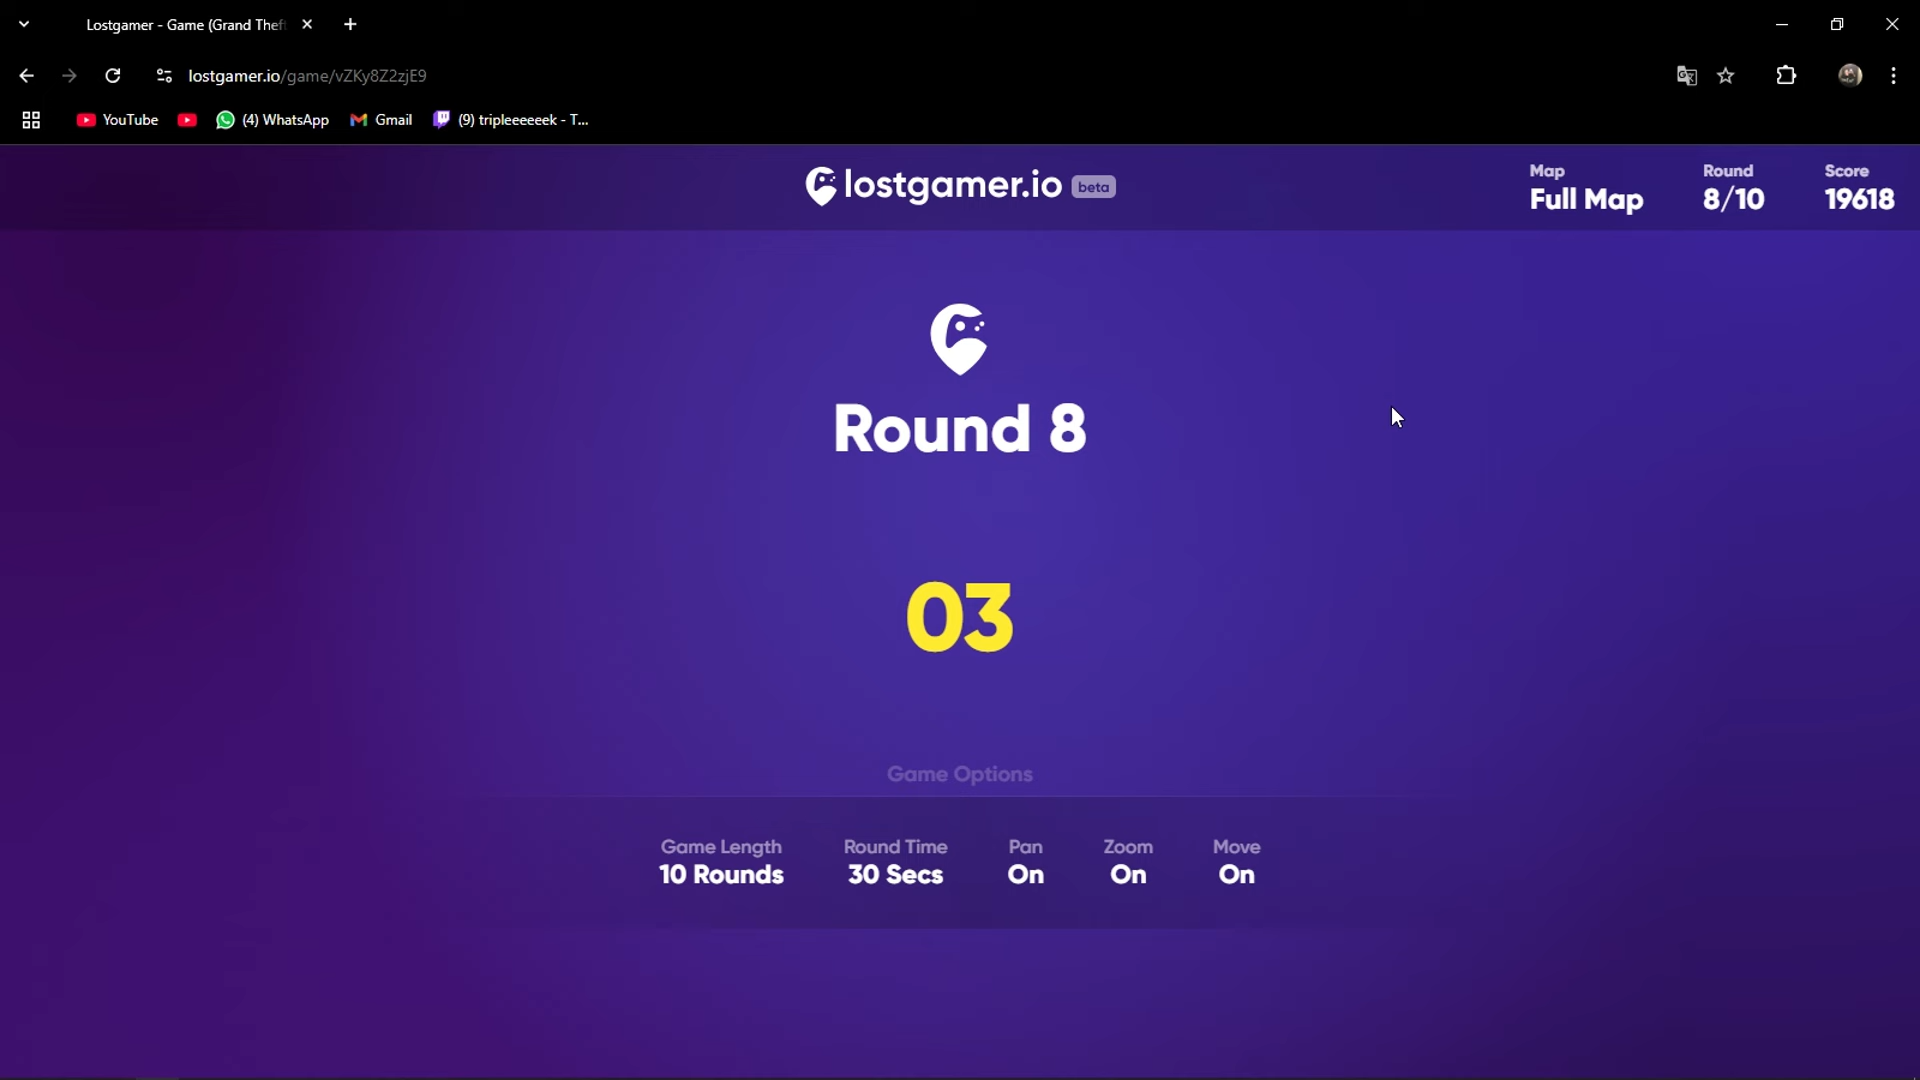 Lostgamer - Game (Grand Thef
lostgamer.io/game/vZKy8Z2zjE9
YouTube (4) WhatsApp Gmail (9) tripleeeeeek - T...
lostgamer.io beta
Map Round Score
Full Map 8/10 19618
Round 8
03
Game Options
Game Length Round Time Pan Zoom Move
10 Rounds 30 Secs On On On